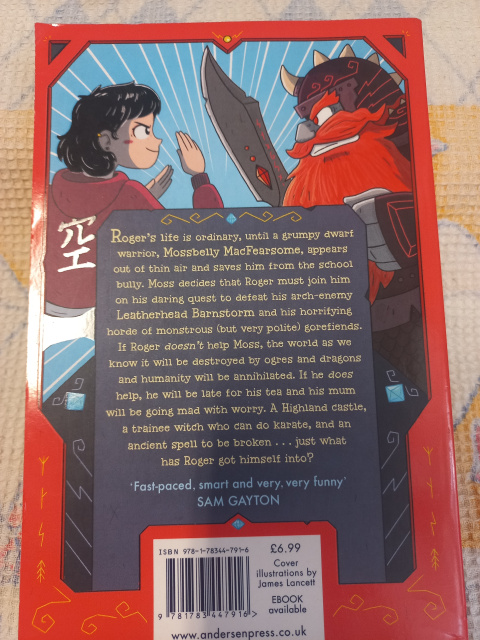 空
Roger's life is ordinary, until a grumpy dwarf
warrior, Mossbelly MacFearsome, appears
out of thin air and saves him from the school
bully. Moss decides that Roger must join him
on his daring quest to defeat his arch-enemy
Leatherhead Barnstorm and his horrifying
horde of monstrous (but very polite) gorefiends.
If Roger doesn't help Moss, the world as we
know it will be destroyed by ogres and dragons
and humanity will be annihilated. If he does
help, he will be late for his tea and his mum
will be going mad with worry. A Highland castle,
a trainee witch who can do karate, and an
ancient spell to be broken . . . just what
has Roger got himself into?
'Fast-paced, smart and very, very funny'
SAM GAYTON
ISBN 978-1-78344-791-6
9 781783 447916 >
£6.99
Cover
illustrations by
James Lancett
EBOOK
available
www.andersenpress.co.uk